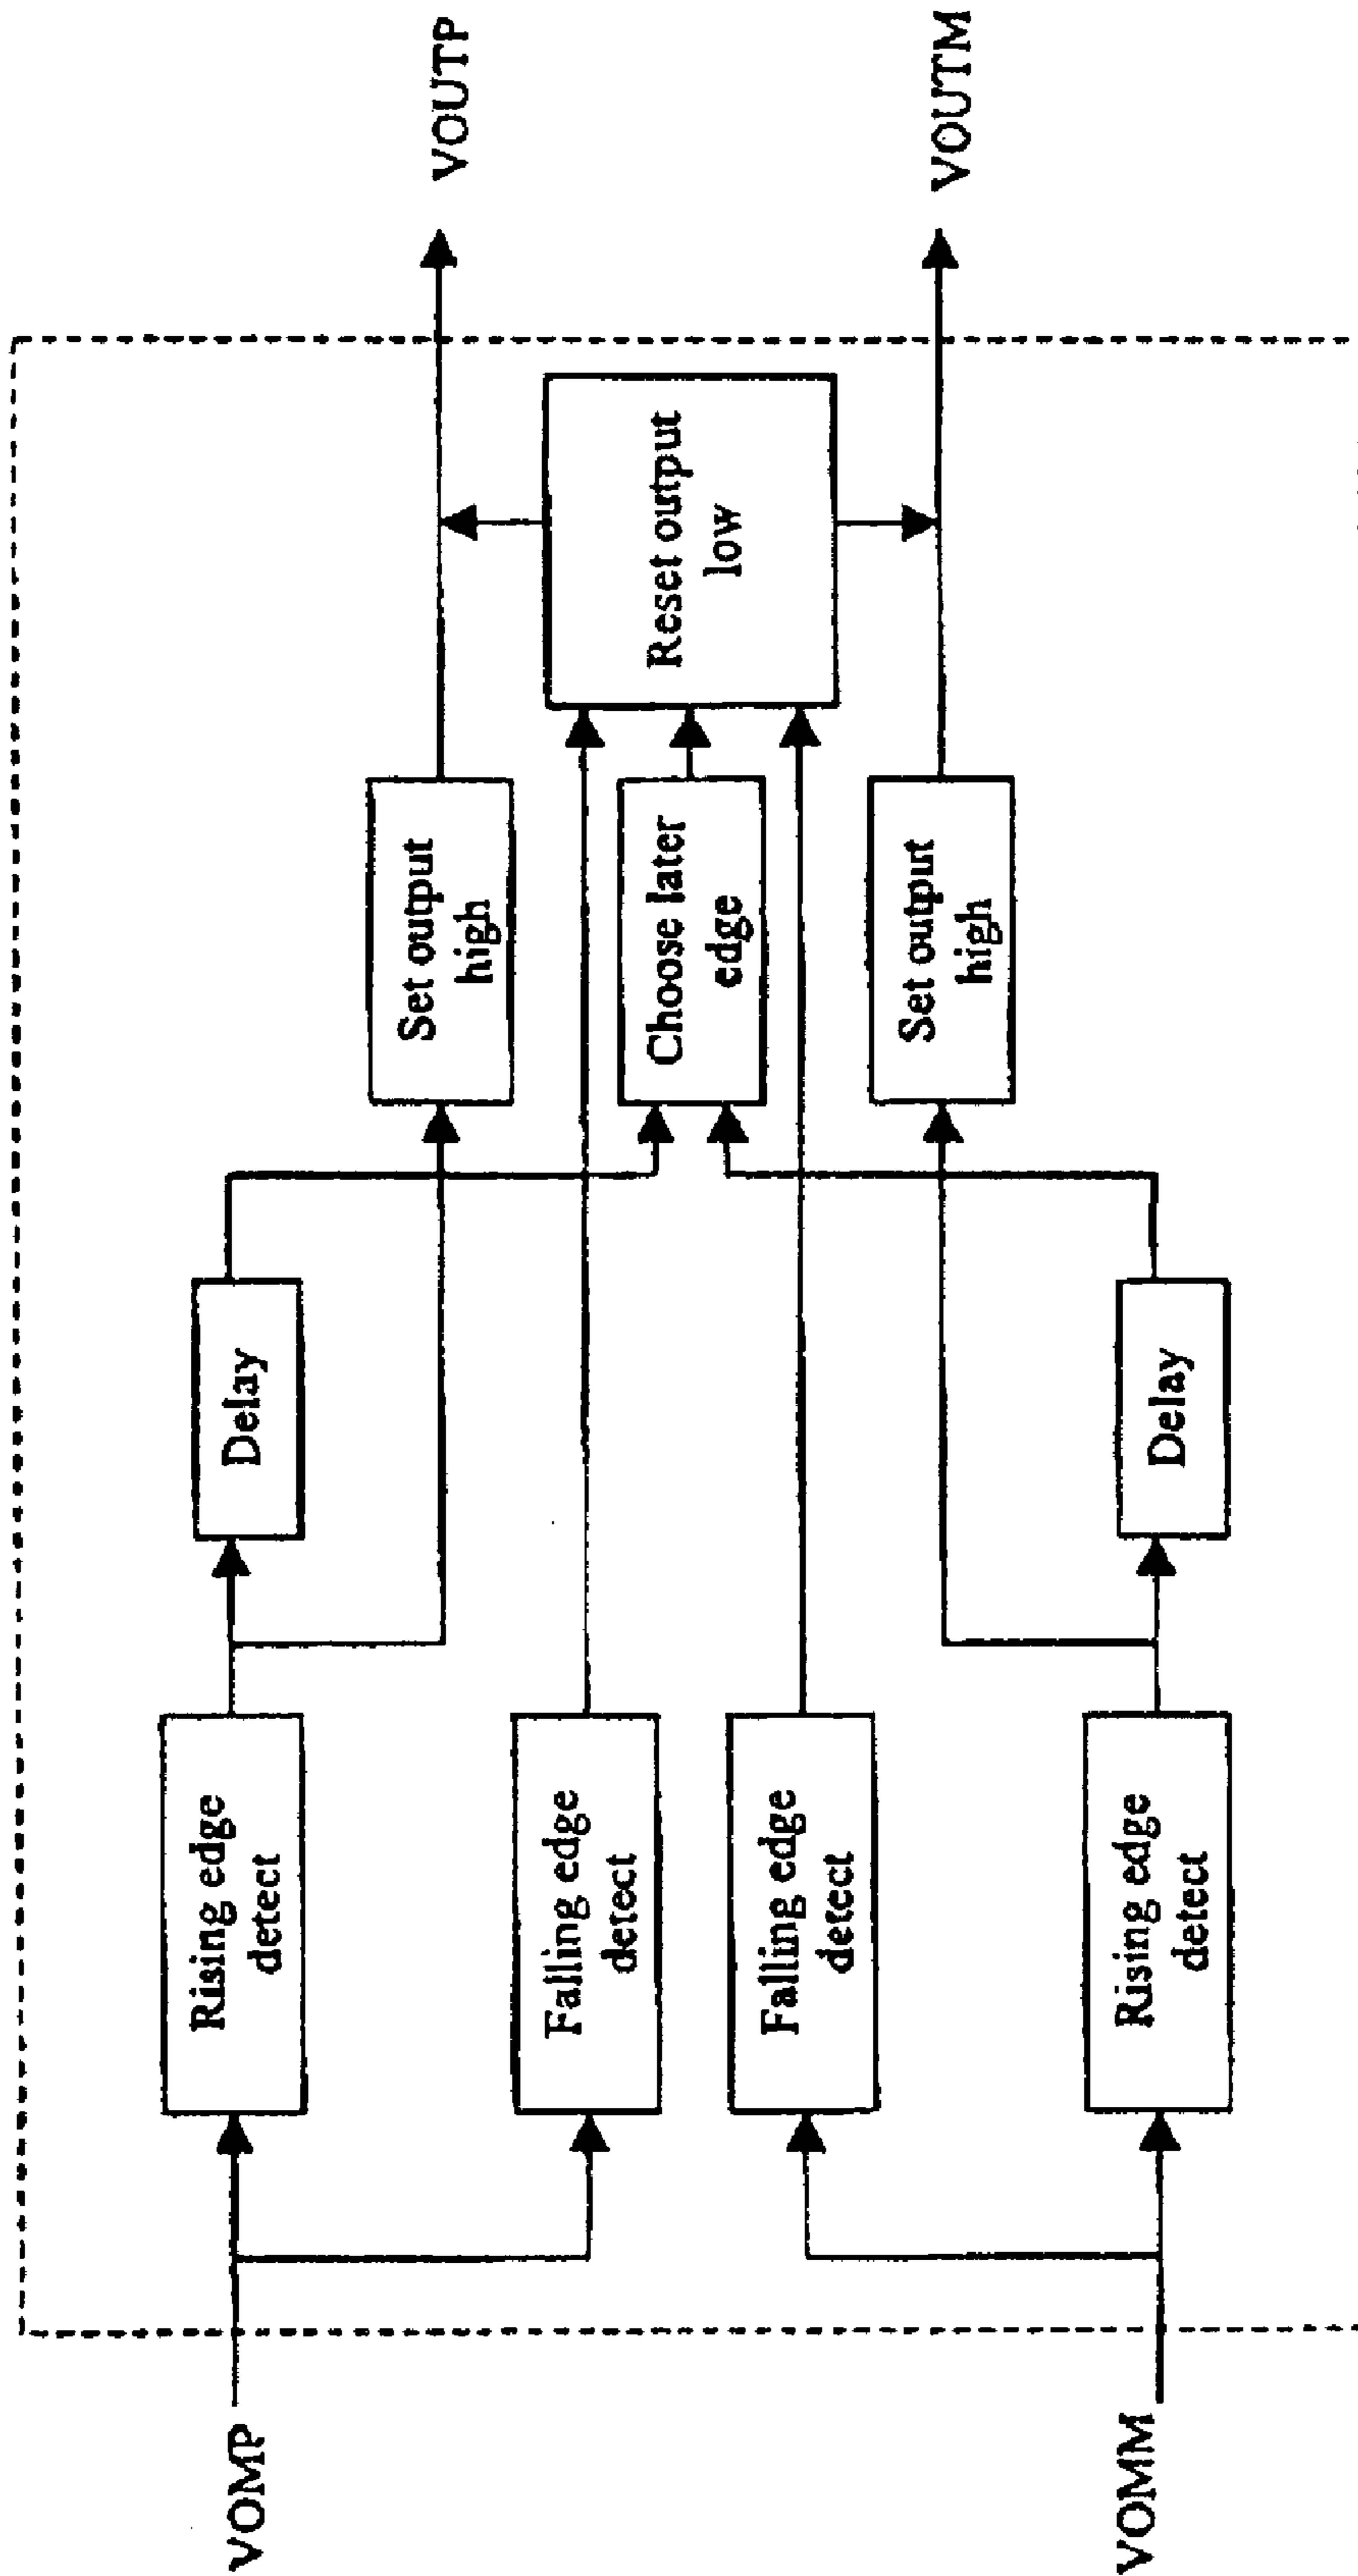 VOMP
Rising edge
detect
Delay
Set output
high
VOUTP
Falling edge
detect
Choose later
edge
Reset output
low
Falling edge
detect
Set output
high
VOUTM
Rising edge
detect
Delay
VOMM